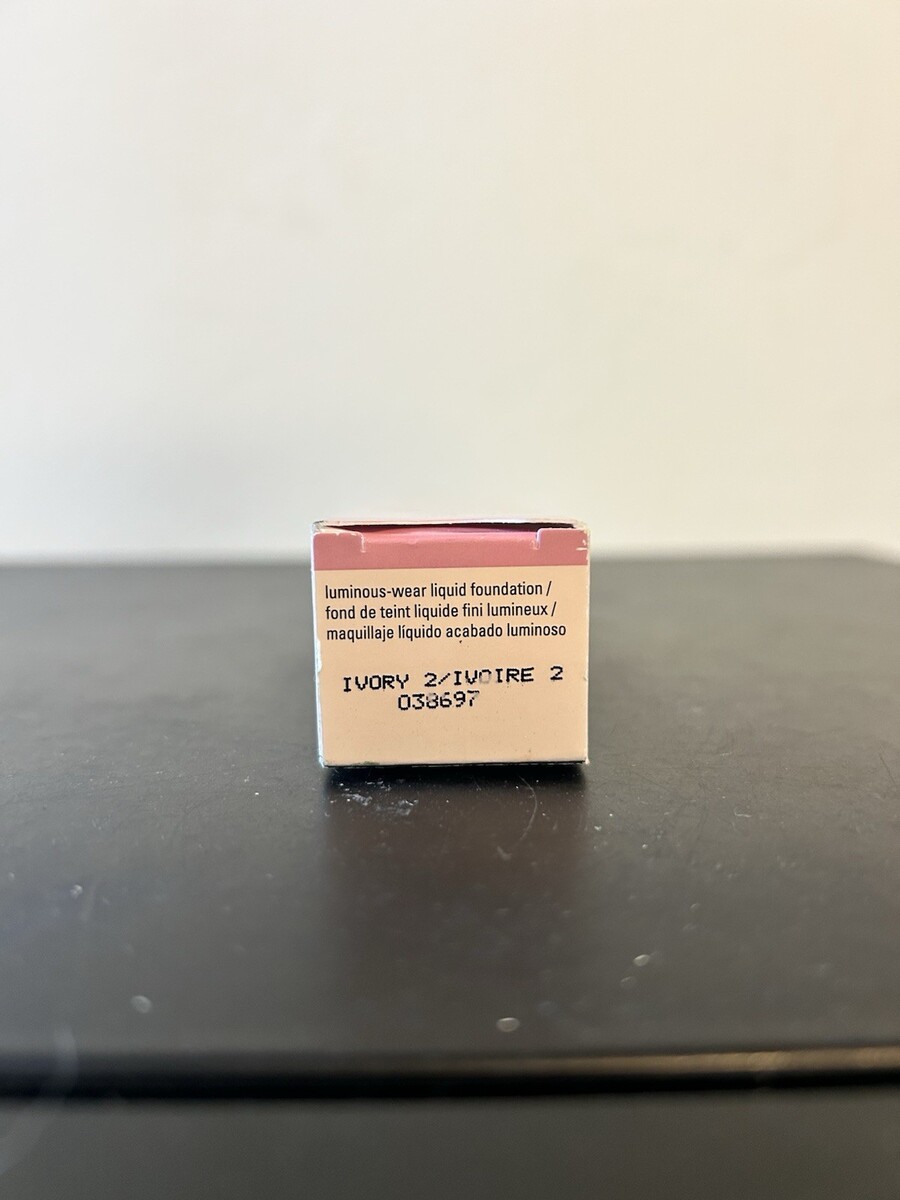 luminous-wear liquid foundation /
fond de teint liquide fini lumineux /
maquillaje líquido acabado luminoso
IVORY 2/IVOIRE 2
038697